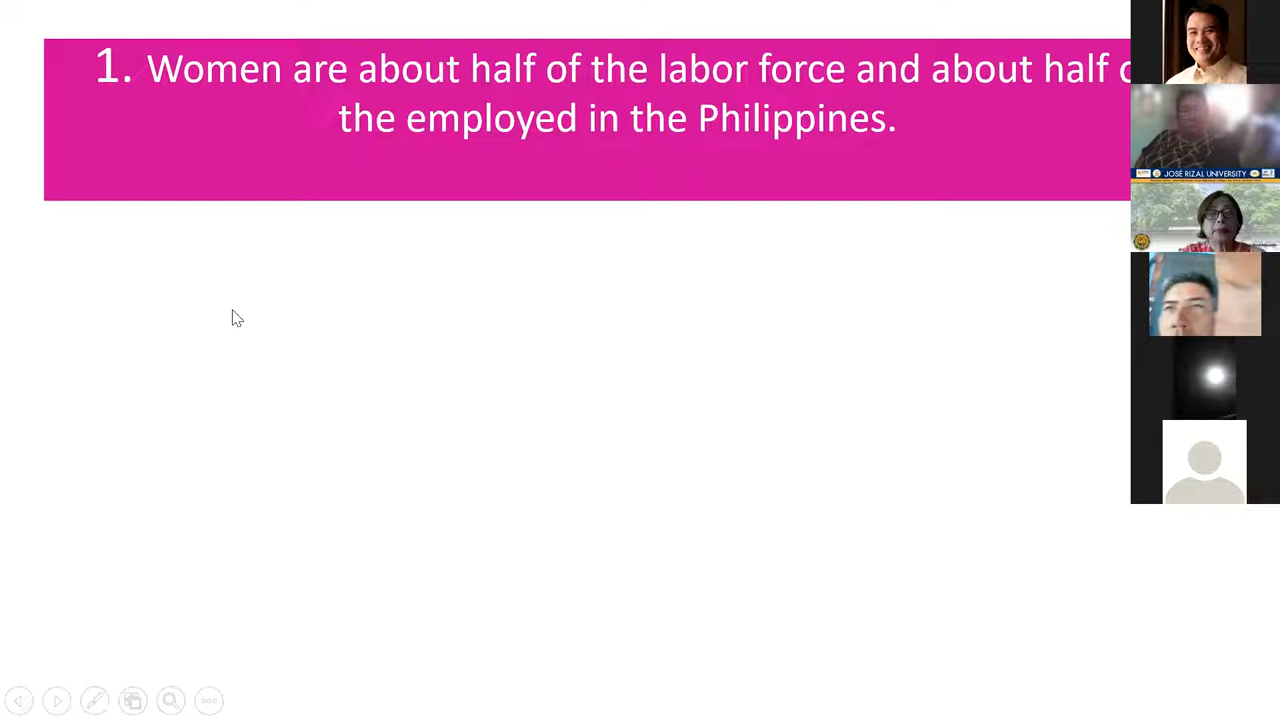 1. Women are about half of the labor force and about half
the employed in the Philippines.
JOSÉ RIZAL UNIVERSITY